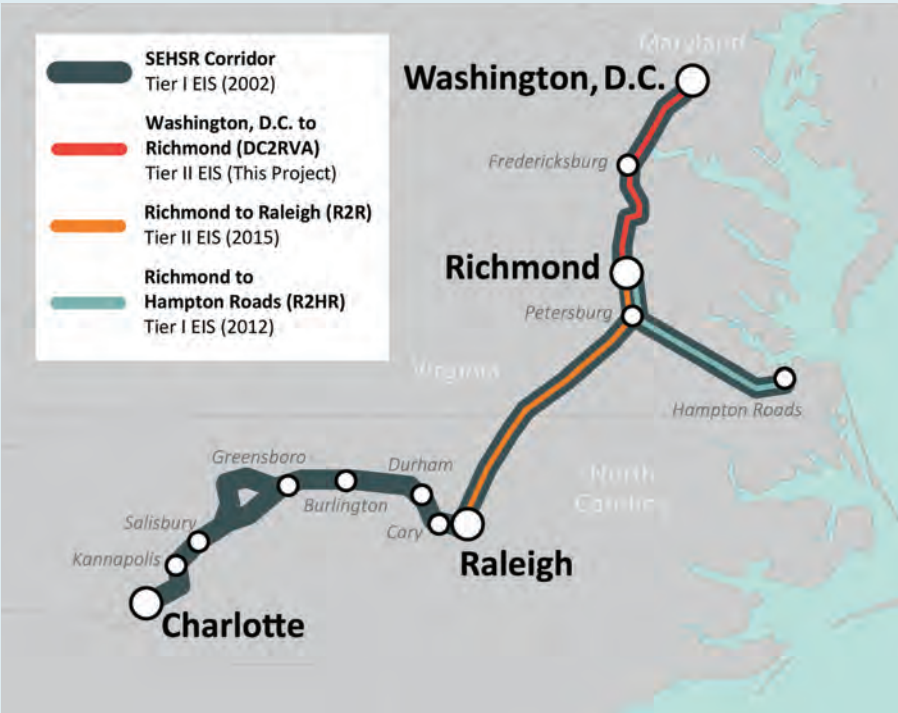 SEHSR Corridor
Tier I EIS (2002)
Washington, D.C. to
Richmond (DC2RVA)
Tier II EIS (This Project)
Richmond to Raleigh (R2R)
Tier II EIS (2015)
Richmond to
Hampton Roads (R2HR)
Tier I EIS (2012)
Maryland
Washington, D.C.
Fredericksburg
Richmond
Petersburg
Virginia
Hampton Roads
Greensboro
Durham
North
Carolina
Burlington
Salisbury
Cary
Kannapolis
Raleigh
Charlotte